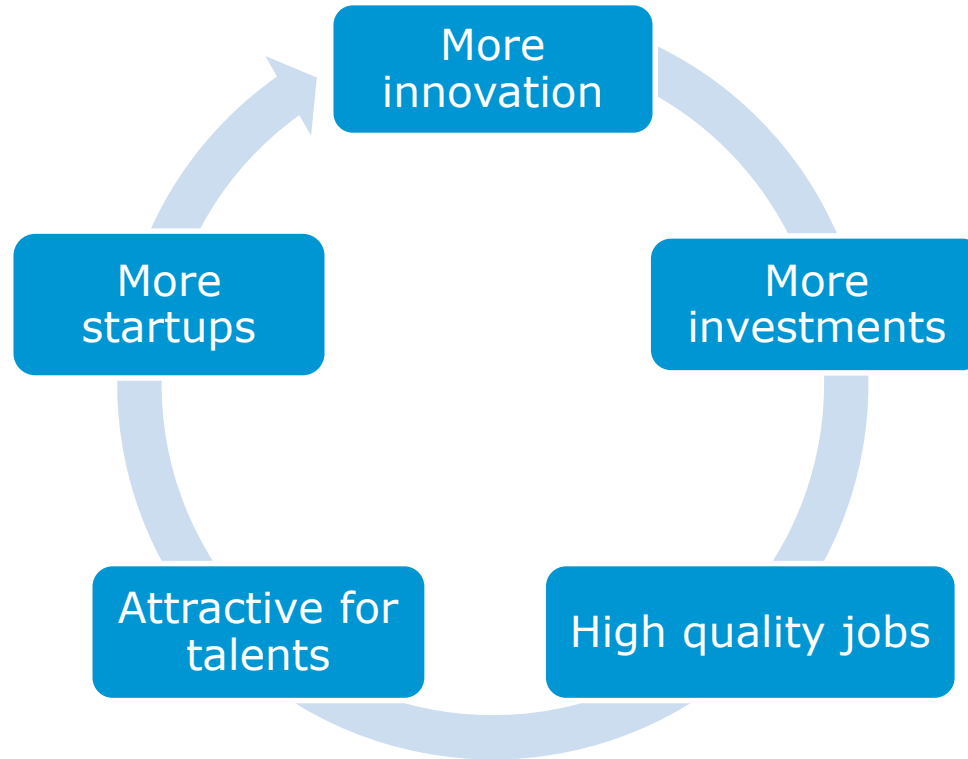 More
innovation
More
investments
High quality jobs
Attractive for
talents
More
startups